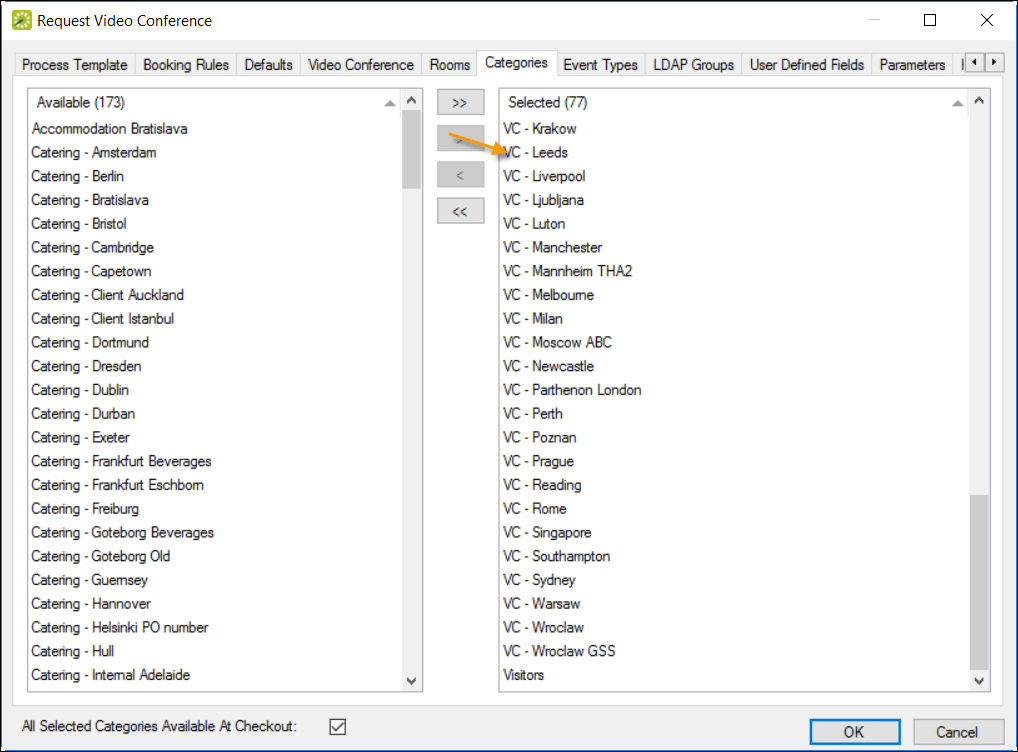 Request Video Conference
Process Template Booking Rules Defaults Video Conference Rooms Categories Event Types LDAP Groups User Defined Fields Parameters
Available (173)
Accommodation Bratislava
Catering - Amsterdam
Catering - Berlin
Catering - Bratislava
Catering - Bristol
Catering - Cambridge
Catering - Capetown
Catering - Client Auckland
Catering - Client Istanbul
Catering - Dortmund
Catering - Dresden
Catering - Dublin
Catering - Durban
Catering - Exeter
Catering - Frankfurt Beverages
Catering - Frankfurt Eschborn
Catering - Freiburg
Catering - Goteborg Beverages
Catering - Goteborg Old
Catering - Guernsey
Catering - Hannover
Catering - Helsinki PO number
Catering - Hull
Catering - Internal Adelaide
>>
>
<
<<
Selected (77)
VC - Krakow
VC - Leeds
VC - Liverpool
VC - Ljubljana
VC - Luton
VC - Manchester
VC - Mannheim THA2
VC - Melbourne
VC - Milan
VC - Moscow ABC
VC - Newcastle
VC - Parthenon London
VC - Perth
VC - Poznan
VC - Prague
VC - Reading
VC - Rome
VC - Singapore
VC - Southampton
VC - Sydney
VC - Warsaw
VC - Wroclaw
VC - Wroclaw GSS
Visitors
All Selected Categories Available At Checkout:
OK Cancel